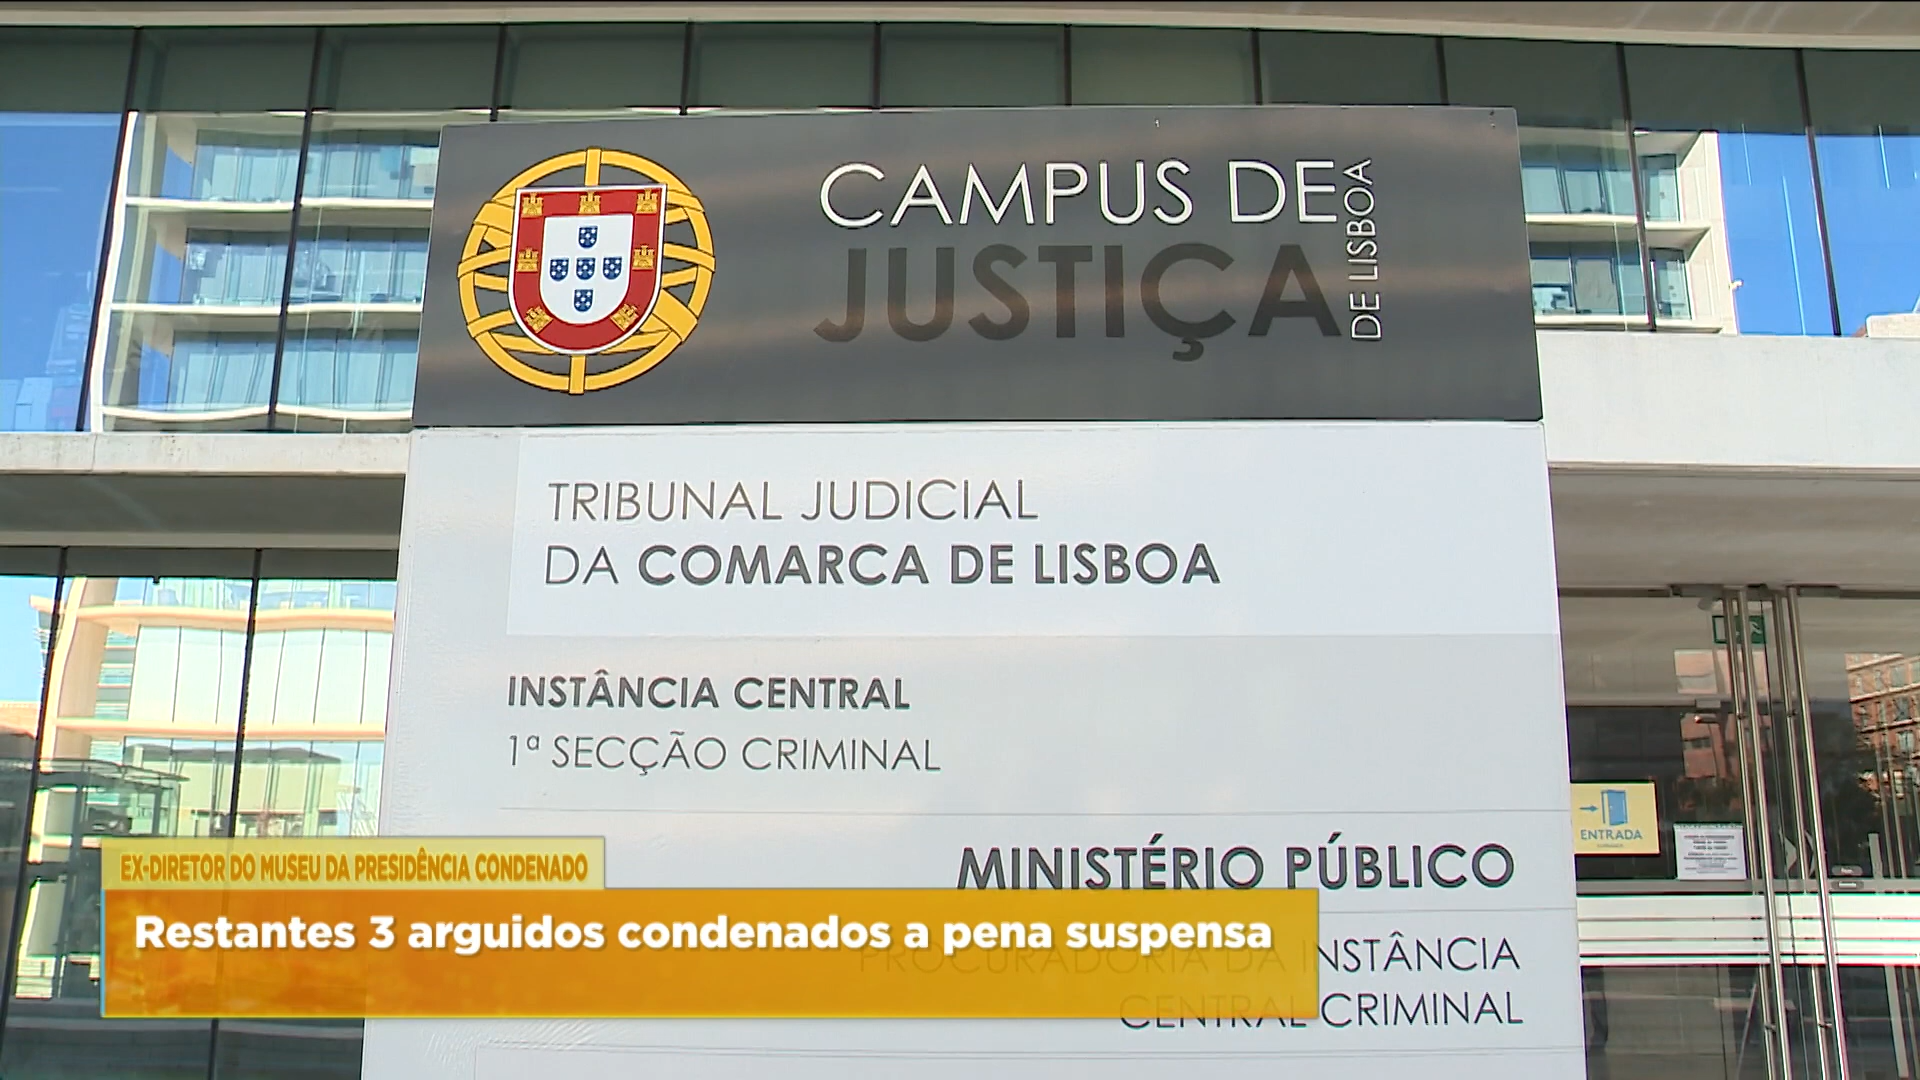 CAMPUS DE
JUSTIÇA
DE LISBOA
TRIBUNAL JUDICIAL
DA COMARCA DE LISBOA
INSTÂNCIA CENTRAL
1ª SECÇÃO CRIMINAL
MINISTÉRIO PÚBLICO
PROCURADORIA DA INSTÂNCIA
CENTRAL CRIMINAL
ENTRADA
EX-DIRETOR DO MUSEU DA PRESIDÊNCIA CONDENADO
Restantes 3 arguidos condenados a pena suspensa